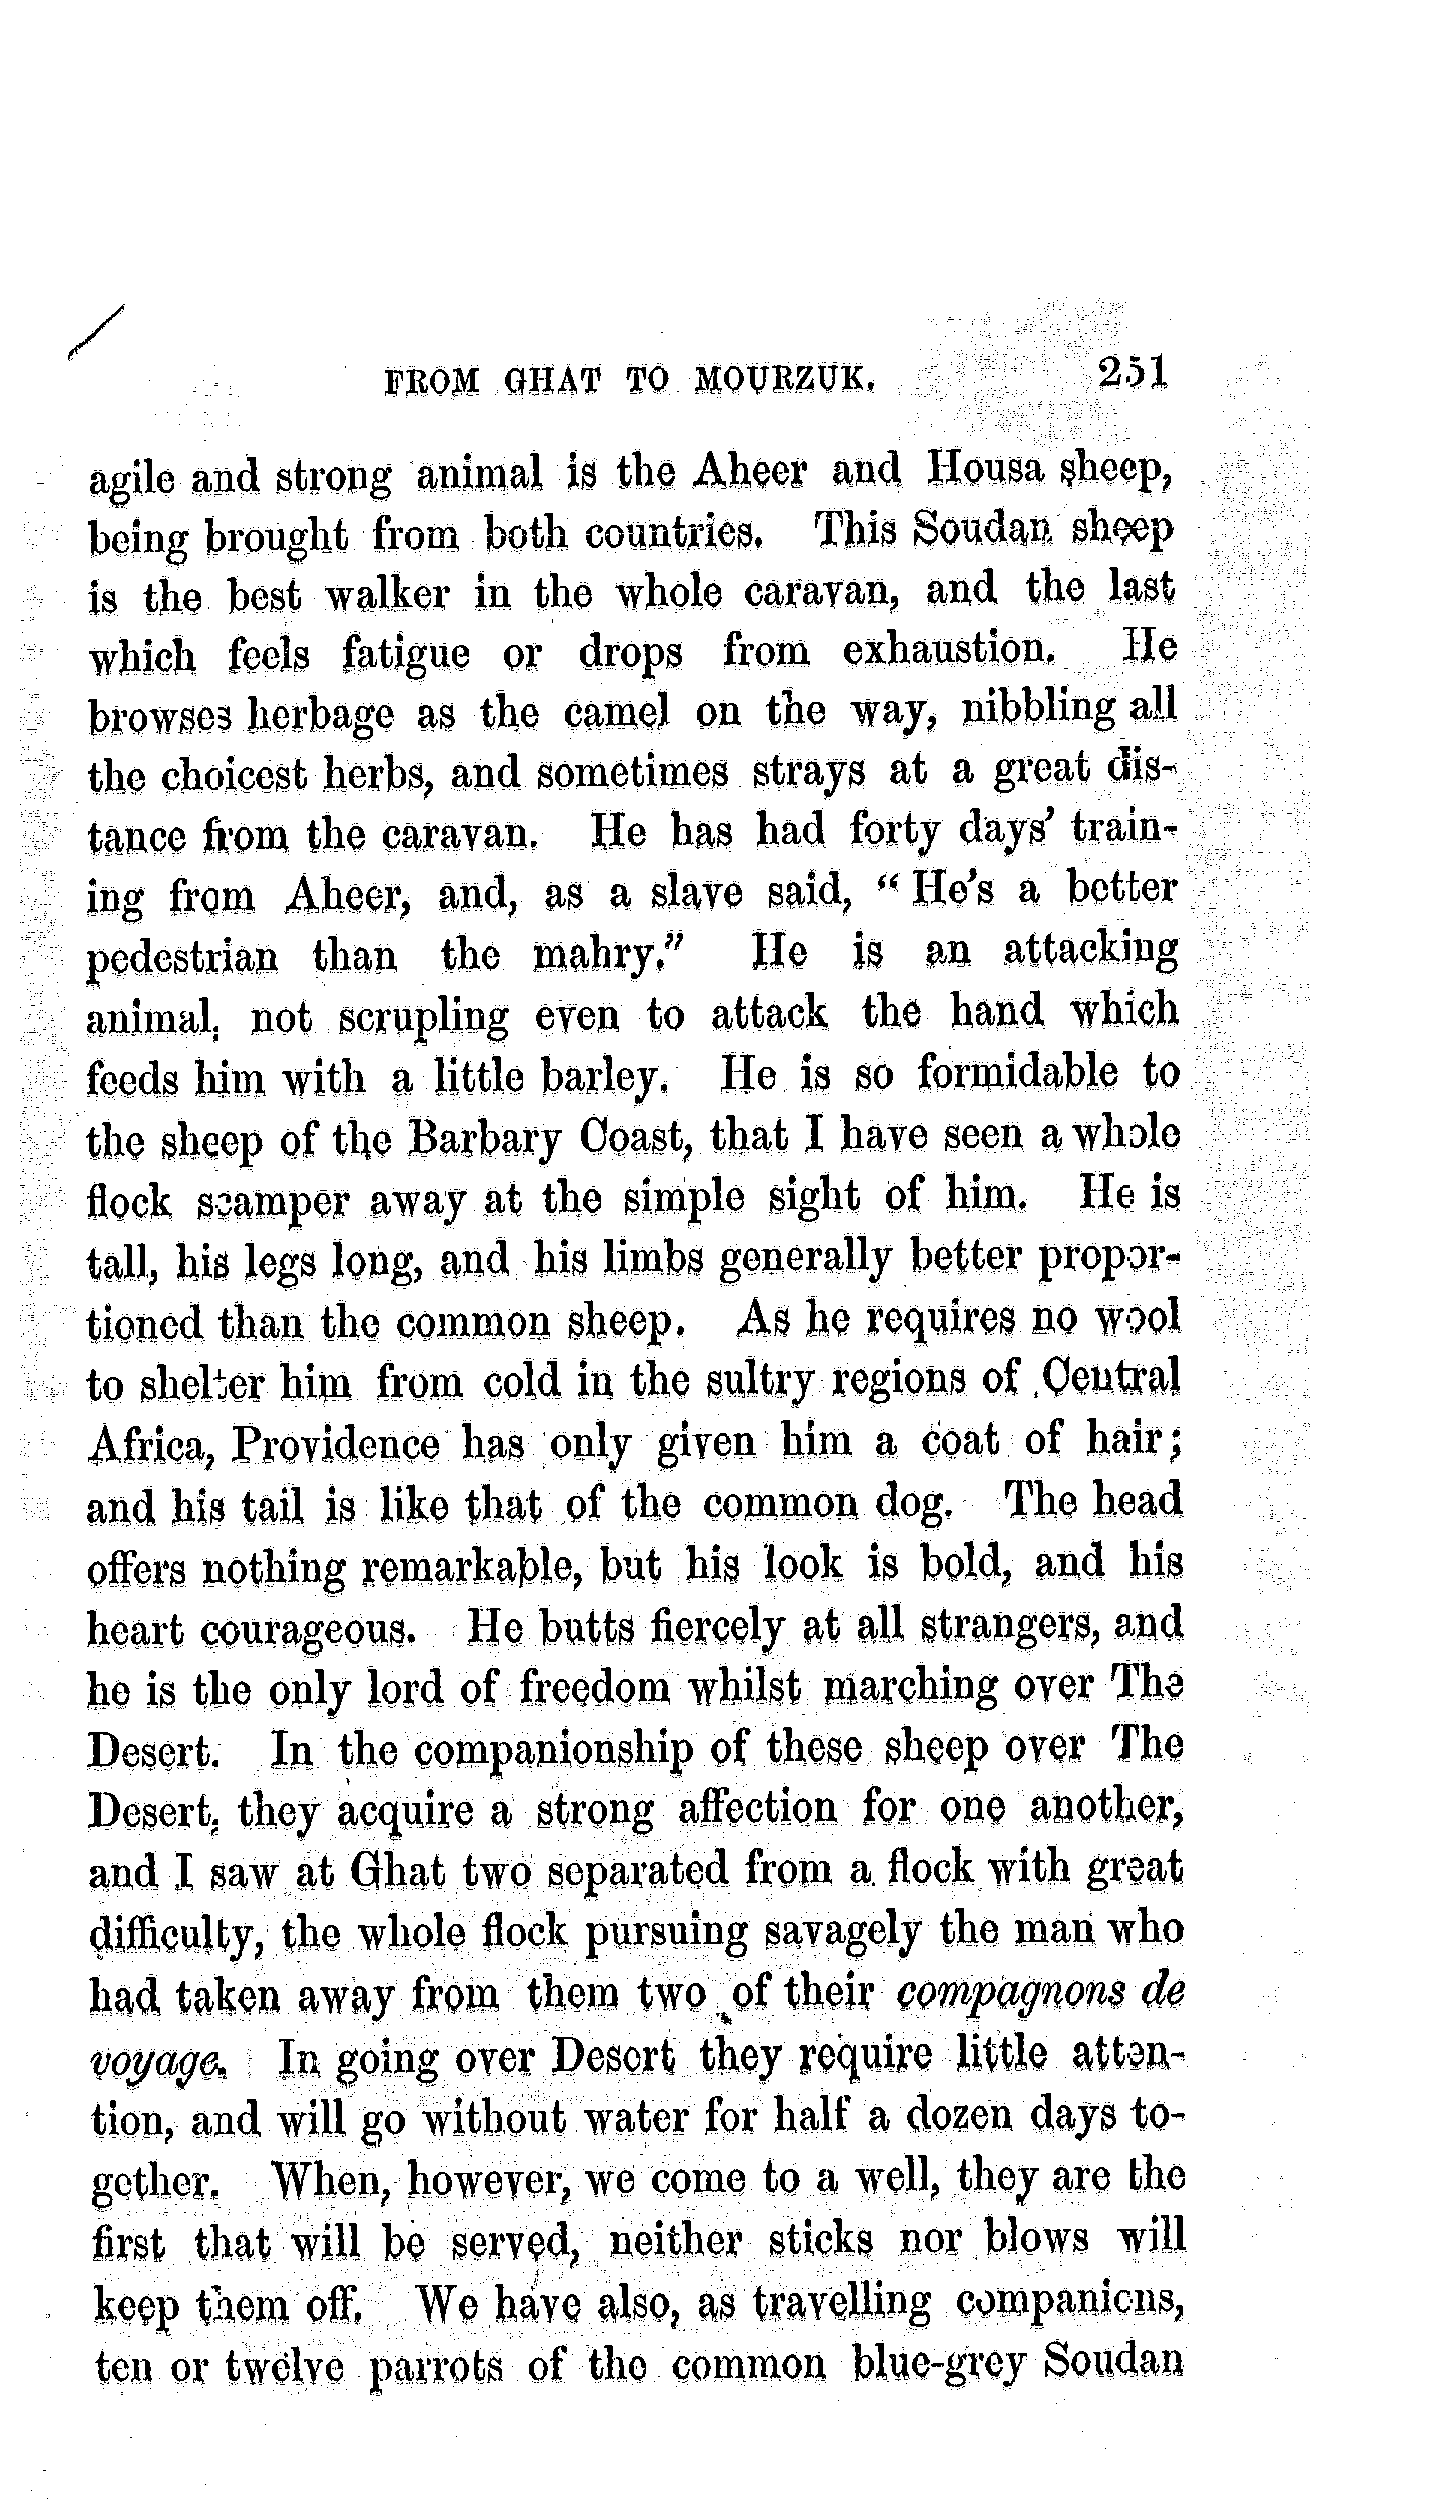 FROM GHAT TO MOURZUK. 251
agile and strong animal is the Aheer and Housa sheep,
being brought from both countries. This Soudan sheep
is the best walker in the whole caravan, and the last
which feels fatigue or drops from exhaustion. He
browses herbage as the camel on the way, nibbling all
the choicest herbs, and sometimes strays at a great dis-
tance from the caravan. He has had forty days' train-
ing from Aheer, and, as a slave said, "He's a better
pedestrian than the mahry." He is an attacking
animal, not scrupling even to attack the hand which
feeds him with a little barley. He is so formidable to
the sheep of the Barbary Coast, that I have seen a whole
flock scamper away at the simple sight of him. He is
tall, his legs long, and his limbs generally better propor-
tioned than the common sheep. As he requires no wool
to shelter him from cold in the sultry regions of Central
Africa, Providence has only given him a coat of hair;
and his tail is like that of the common dog. The head
offers nothing remarkable, but his look is bold, and his
heart courageous. He butts fiercely at all strangers, and
he is the only lord of freedom whilst marching over The
Desert. In the companionship of these sheep over The
Desert, they acquire a strong affection for one another,
and I saw at Ghat two separated from a flock with great
difficulty, the whole flock pursuing savagely the man who
had taken away from them two of their compagnons de
voyage. In going over Desert they require little atten-
tion, and will go without water for half a dozen days to-
gether. When, however, we come to a well, they are the
first that will be served, neither sticks nor blows will
keep them off. We have also, as travelling companions,
ten or twelve parrots of the common blue-grey Soudan